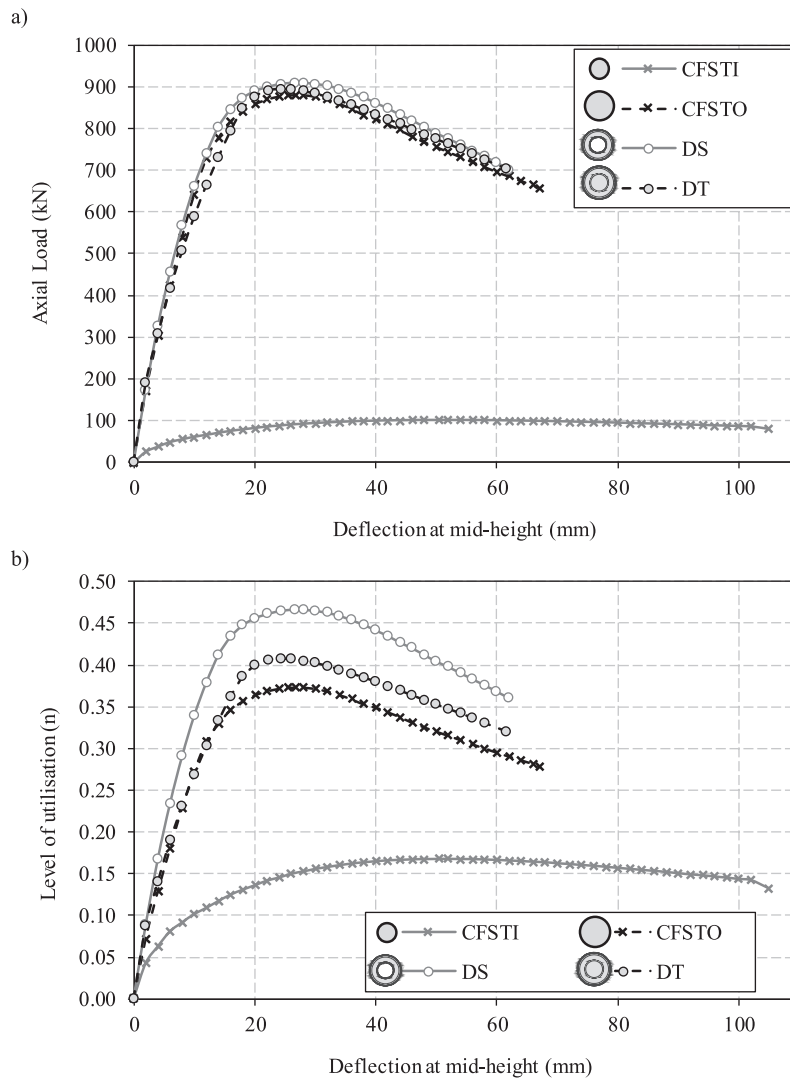 a)
1000
900
800
700
600
500
400
300
200
100
0
Axial Load (kN)
CFSTI
CFSTO
DS
DT
0 20 40 60 80 100
Deflection at mid-height (mm)
b)
0.50
0.45
0.40
0.35
0.30
0.25
0.20
0.15
0.10
0.05
0.00
Level of utilisation (n)
CFSTI CFSTO
DS DT
0 20 40 60 80 100
Deflection at mid-height (mm)